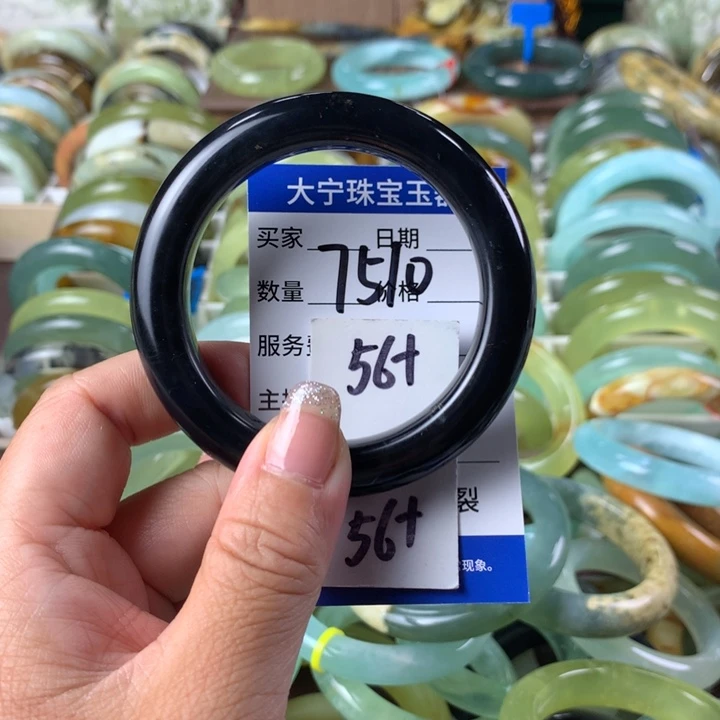 大宁珠宝玉
买家 日期
7510
数量 价格
服务
56+
主
56+
裂
现象。